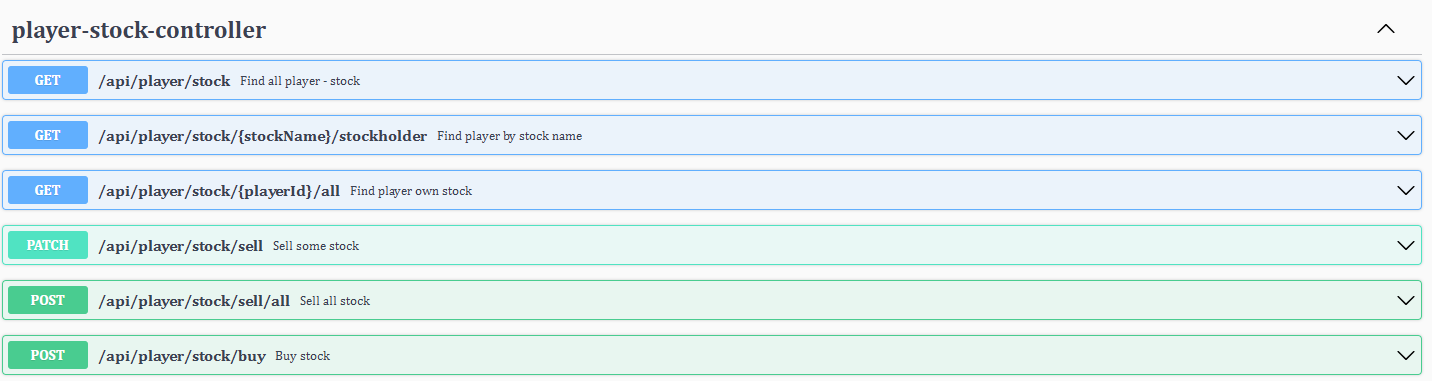 player-stock-controller
GET /api/player/stock Find all player - stock
GET /api/player/stock/{stockName}/stockholder Find player by stock name
GET /api/player/stock/{playerId}/all Find player own stock
PATCH /api/player/stock/sell Sell some stock
POST /api/player/stock/sell/all Sell all stock
POST /api/player/stock/buy Buy stock